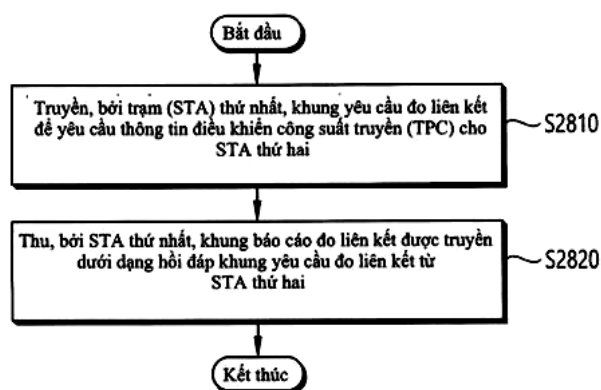 Bắt đầu
Truyền, bởi trạm (STA) thứ nhất, khung yêu cầu đo liên kết
để yêu cầu thông tin điều khiển công suất truyền (TPC) cho
STA thứ hai
S2810
Thu, bởi STA thứ nhất, khung báo cáo đo liên kết được truyền
dưới dạng hồi đáp khung yêu cầu đo liên kết từ
STA thứ hai
S2820
Kết thúc